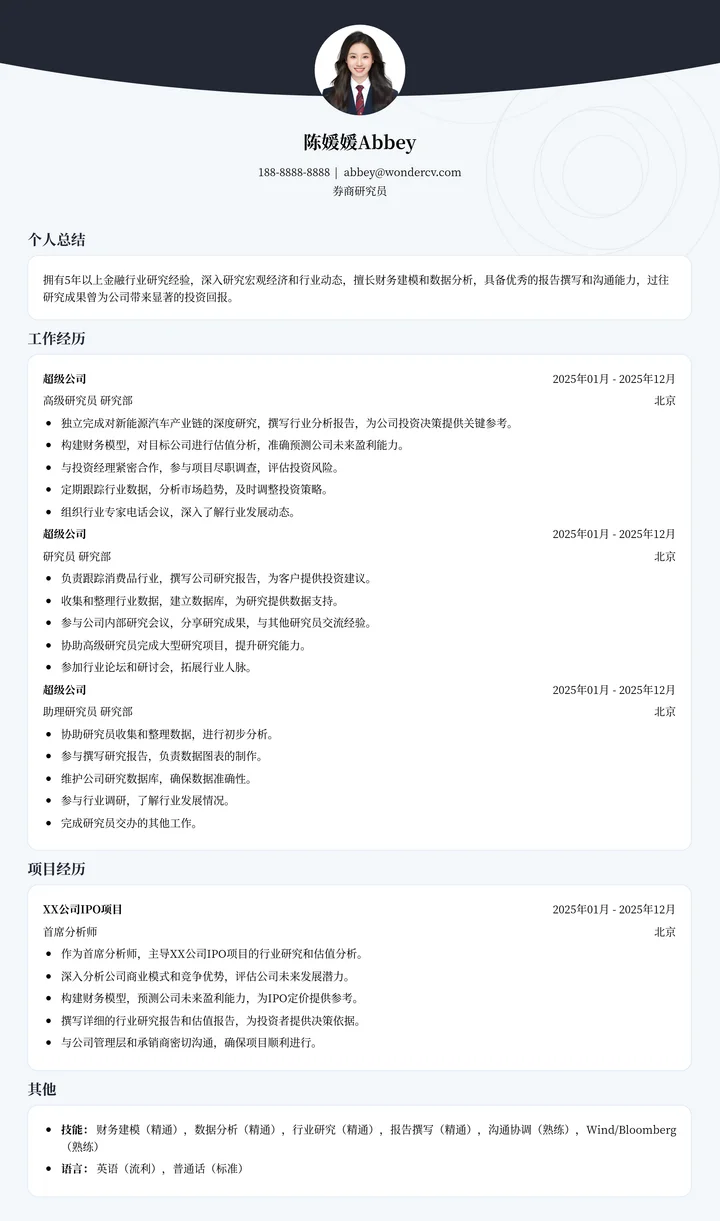 陈媛媛Abbey
188-8888-8888 | abbey@wondercv.com
券商研究员
个人总结
拥有5年以上金融行业研究经验，深入研究宏观经济和行业动态，擅长财务建模和数据分析，具备优秀的报告撰写和沟通能力，过往
研究成果曾为公司带来显著的投资回报。
工作经历
超级公司 2025年01月 - 2025年12月
高级研究员 研究部 北京
• 独立完成对新能源汽车产业链的深度研究，撰写行业分析报告，为公司投资决策提供关键参考。
• 构建财务模型，对目标公司进行估值分析，准确预测公司未来盈利能力。
• 与投资经理紧密合作，参与项目尽职调查，评估投资风险。
• 定期跟踪行业数据，分析市场趋势，及时调整投资策略。
• 组织行业专家电话会议，深入了解行业发展动态。
超级公司 2025年01月 - 2025年12月
研究员 研究部 北京
• 负责跟踪消费品行业，撰写公司研究报告，为客户提供投资建议。
• 收集和整理行业数据，建立数据库，为研究提供数据支持。
• 参与公司内部研究会议，分享研究成果，与其他研究员交流经验。
• 协助高级研究员完成大型研究项目，提升研究能力。
• 参加行业论坛和研讨会，拓展行业人脉。
超级公司 2025年01月 - 2025年12月
助理研究员 研究部 北京
• 协助研究员收集和整理数据，进行初步分析。
• 参与撰写研究报告，负责数据图表的制作。
• 维护公司研究数据库，确保数据准确性。
• 参与行业调研，了解行业发展情况。
• 完成研究员交办的其他工作。
项目经历
XX公司IPO项目 2025年01月 - 2025年12月
首席分析师 北京
• 作为首席分析师，主导XX公司IPO项目的行业研究和估值分析。
• 深入分析公司商业模式和竞争优势，评估公司未来发展潜力。
• 构建财务模型，预测公司未来盈利能力，为IPO定价提供参考。
• 撰写详细的行业研究报告和估值报告，为投资者提供决策依据。
• 与公司管理层和承销商密切沟通，确保项目顺利进行。
其他
• 技能： 财务建模（精通）, 数据分析（精通）, 行业研究（精通）, 报告撰写（精通）, 沟通协调（熟练）, Wind/Bloomberg
（熟练）
• 语言： 英语（流利）, 普通话（标准）